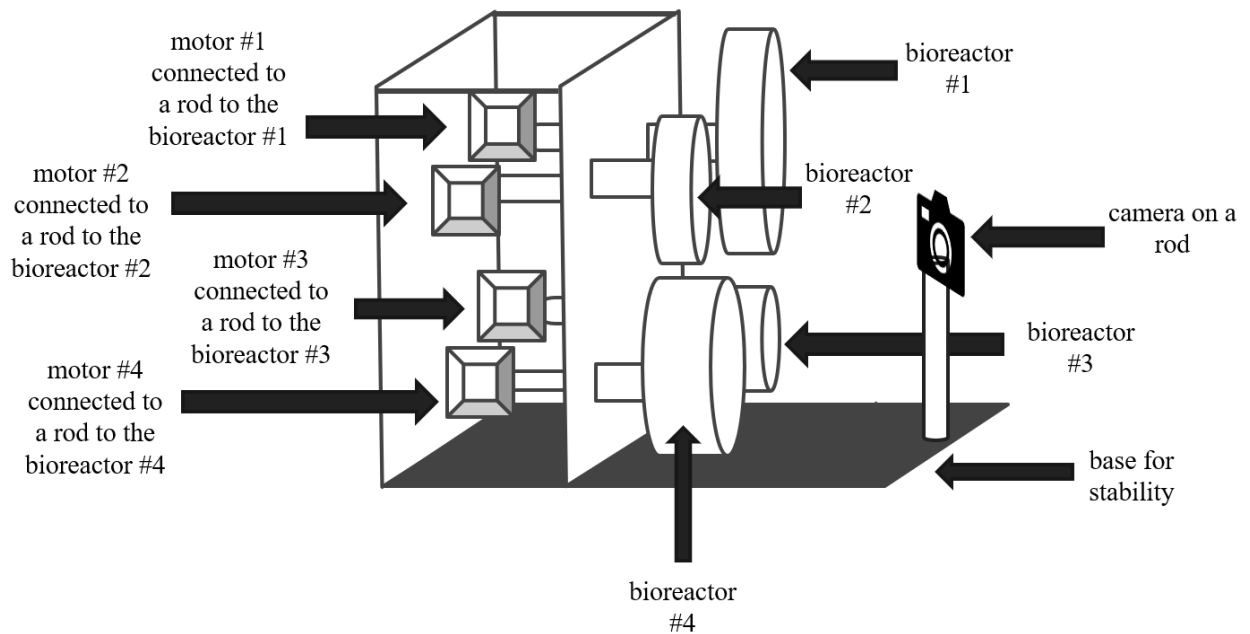 motor #1
connected to
a rod to the
bioreactor #1
motor #2
connected to
a rod to the
bioreactor #2
motor #3
connected to
a rod to the
bioreactor #3
motor #4
connected to
a rod to the
bioreactor #4
bioreactor
#1
bioreactor
#2
camera on a
rod
bioreactor
#3
base for
stability
bioreactor
#4